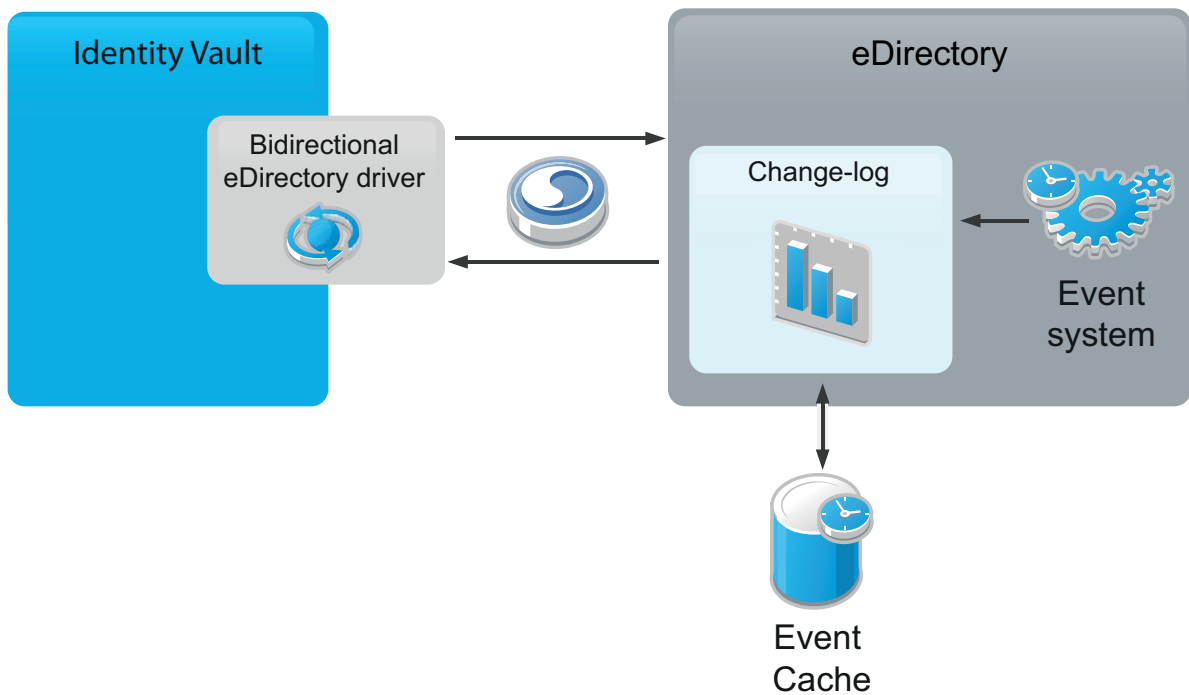 Identity Vault
eDirectory
Bidirectional
eDirectory driver
Change-log
Event
system
Event
Cache